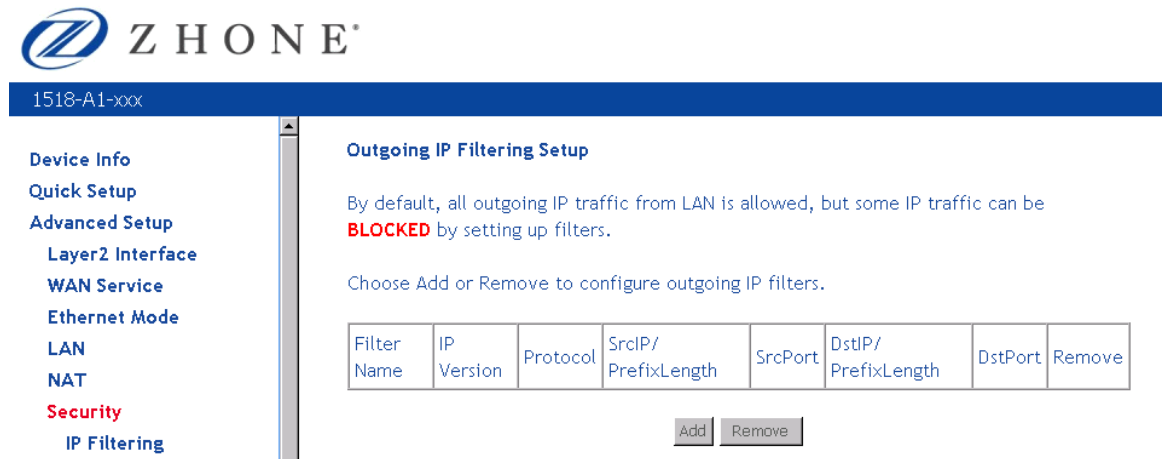 ZHONE®
1518-A1-xxx
Device Info
Quick Setup
Advanced Setup
Layer2 Interface
WAN Service
Ethernet Mode
LAN
NAT
Security
IP Filtering
Outgoing IP Filtering Setup
By default, all outgoing IP traffic from LAN is allowed, but some IP traffic can be
BLOCKED by setting up filters.
Choose Add or Remove to configure outgoing IP filters.
Filter Name IP Version Protocol SrcIP/ PrefixLength SrcPort DstIP/ PrefixLength DstPort Remove
Add Remove